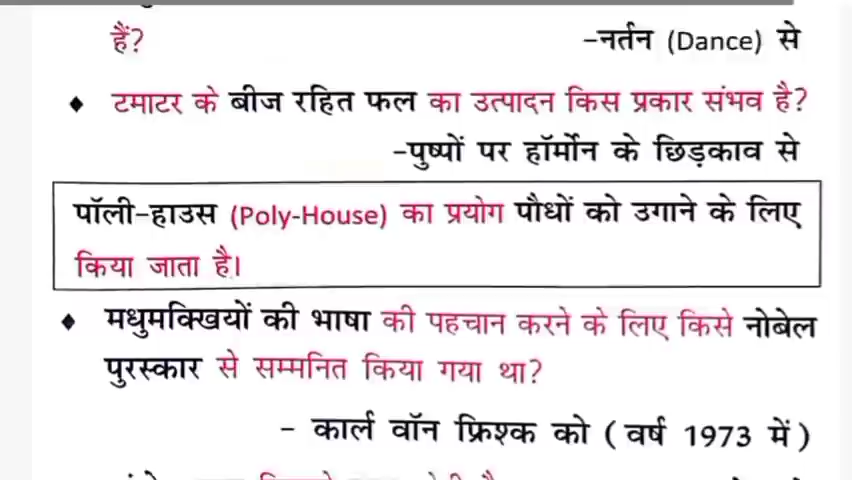 हैं?
–नर्तन (Dance) से
♦ टमाटर के बीज रहित फल का उत्पादन किस प्रकार संभव है?
–पुष्पों पर हॉर्मोन के छिड़काव से
पॉली-हाउस (Poly-House) का प्रयोग पौधों को उगाने के लिए
किया जाता है।
♦ मधुमक्खियों की भाषा की पहचान करने के लिए किसे नोबेल
पुरस्कार से सम्मनित किया गया था?
- कार्ल वॉन फ्रिश्क को (वर्ष 1973 में)